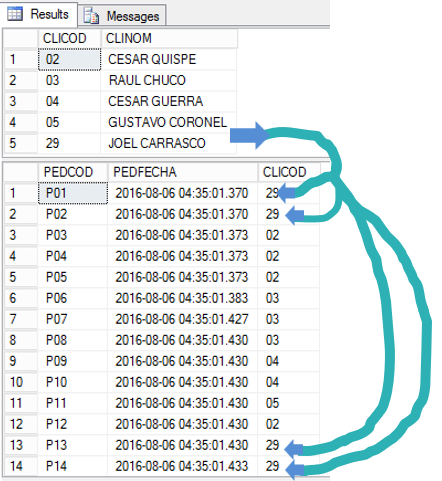 Results Messages
CLICOD CLINOM
1 02 CESAR QUISPE
2 03 RAUL CHUCO
3 04 CESAR GUERRA
4 05 GUSTAVO CORONEL
5 29 JOEL CARRASCO
PEDCOD PEDFECHA CLICOD
1 P01 2016-08-06 04:35:01.370 29
2 P02 2016-08-06 04:35:01.370 29
3 P03 2016-08-06 04:35:01.373 02
4 P04 2016-08-06 04:35:01.373 02
5 P05 2016-08-06 04:35:01.373 02
6 P06 2016-08-06 04:35:01.383 03
7 P07 2016-08-06 04:35:01.427 03
8 P08 2016-08-06 04:35:01.430 03
9 P09 2016-08-06 04:35:01.430 04
10 P10 2016-08-06 04:35:01.430 04
11 P11 2016-08-06 04:35:01.430 05
12 P12 2016-08-06 04:35:01.430 02
13 P13 2016-08-06 04:35:01.430 29
14 P14 2016-08-06 04:35:01.433 29